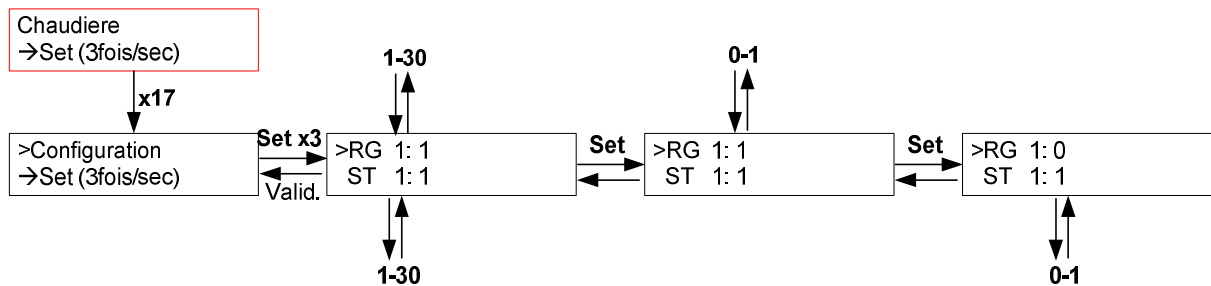 Chaudiere
→Set (3fois/sec)
x17
>Configuration
→Set (3fois/sec)
Set x3
Valid.
1-30
>RG 1: 1
ST 1: 1
1-30
Set
0-1
>RG 1: 1
ST 1: 1
Set
>RG 1:0
ST 1: 1
0-1